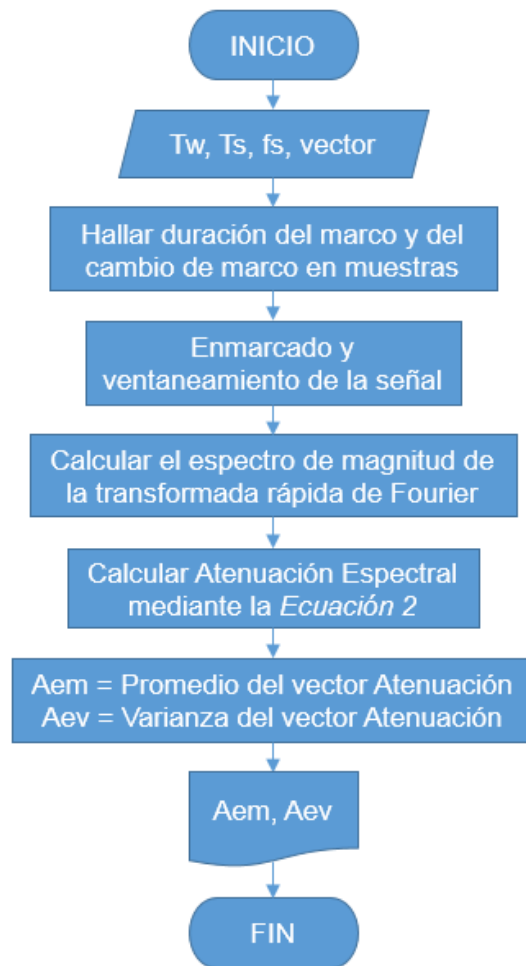 INICIO
Tw, Ts, fs, vector
Hallar duración del marco y del
cambio de marco en muestras
Enmarcado y
ventaneamiento de la señal
Calcular el espectro de magnitud de
la transformada rápida de Fourier
Calcular Atenuación Espectral
mediante la Ecuación 2
Aem = Promedio del vector Atenuación
Aev = Varianza del vector Atenuación
Aem, Aev
FIN